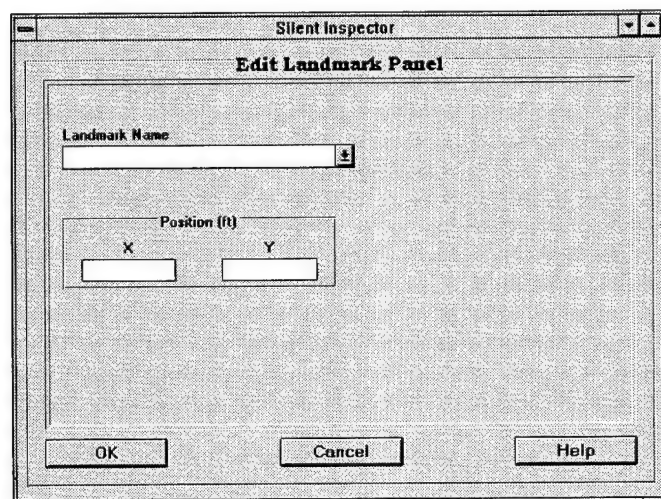 Silent Inspector
Edit Landmark Panel
Landmark Name
Position (ft)
X Y
OK Cancel Help